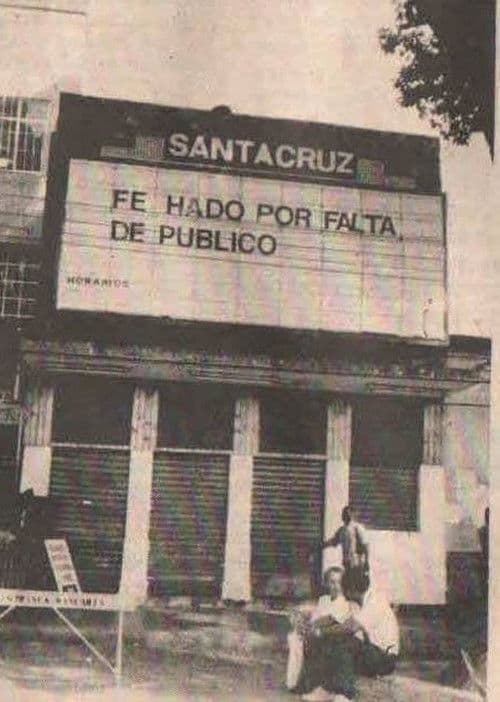 SANTACRUZ
FE HADO POR FALTA
DE PUBLICO
HORARIOS